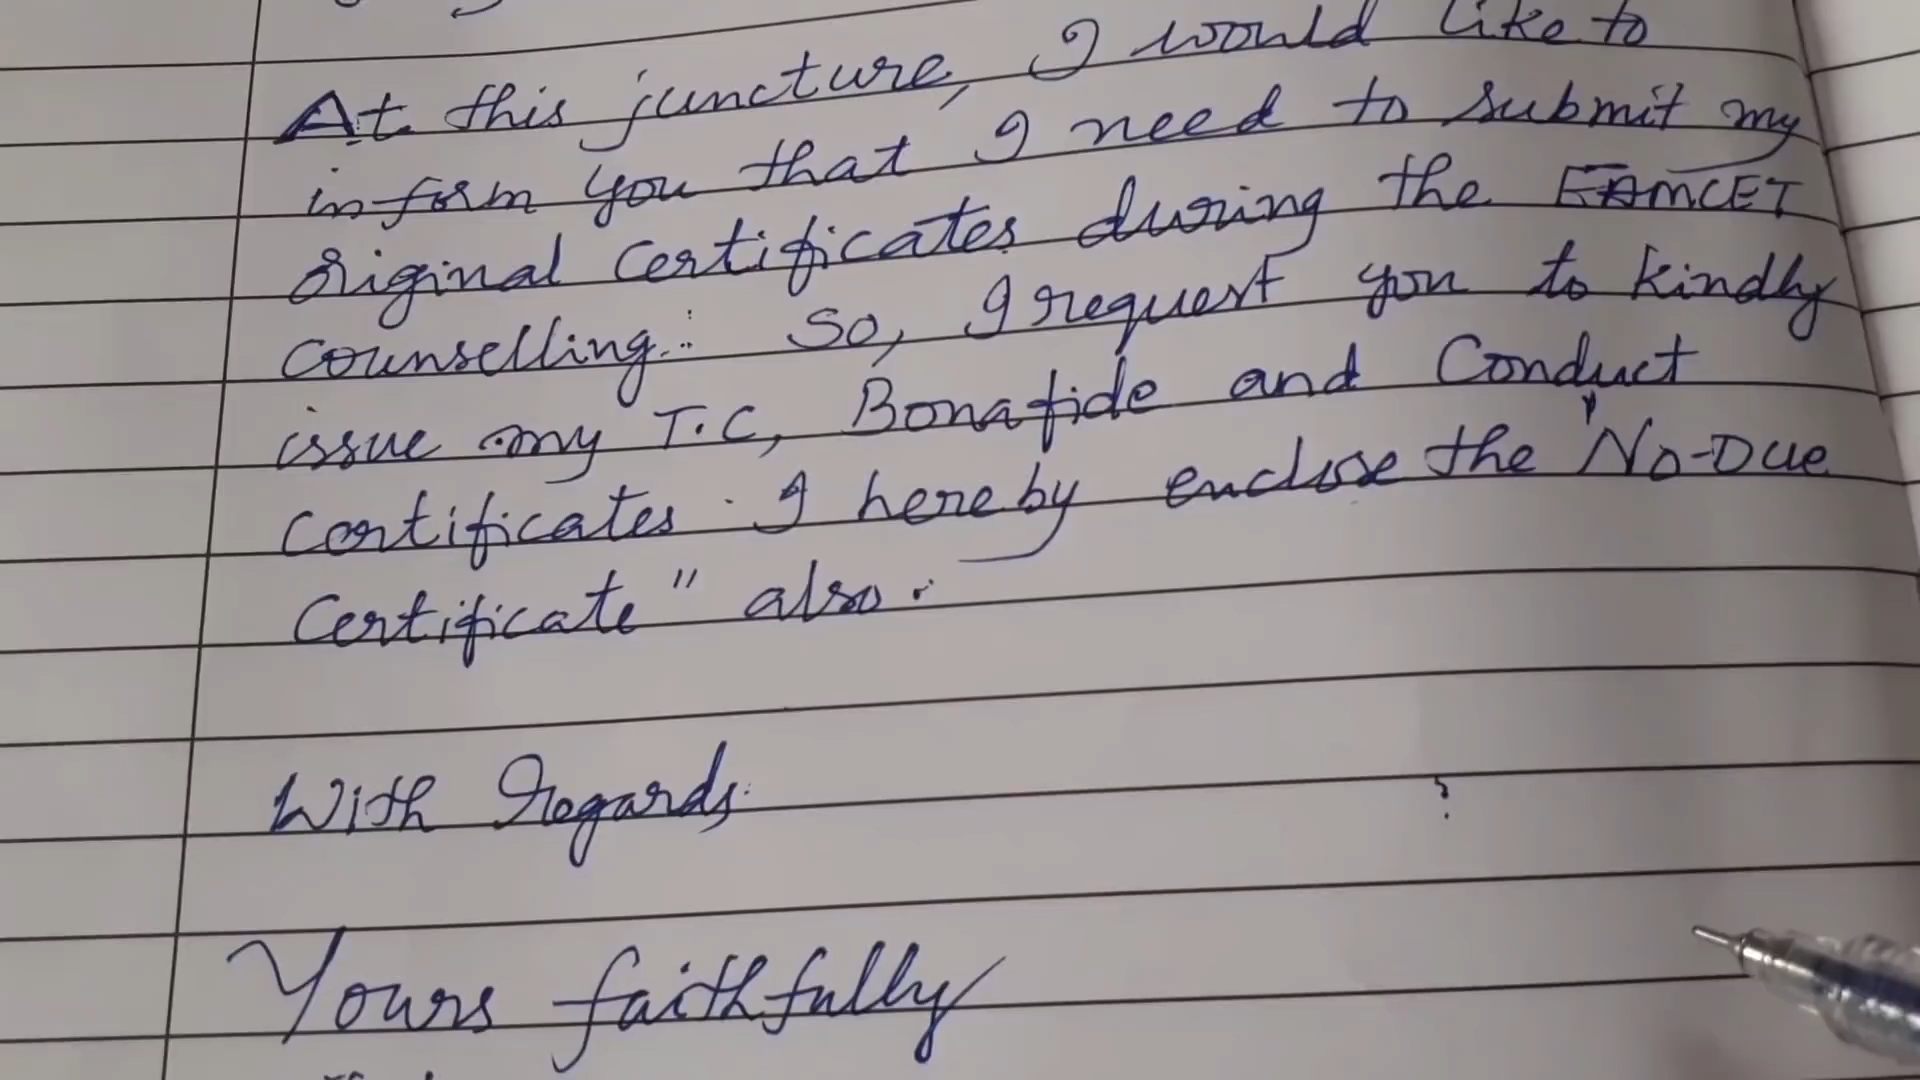 At this juncture, I would like to
inform you that I need to submit my
original certificates during the EAMCET
counselling. So, I request you to kindly
issue my T.C, Bonafide and Conduct
certificates. I hereby enclose the "No-Due
Certificate" also.
With Regards
Yours faithfully